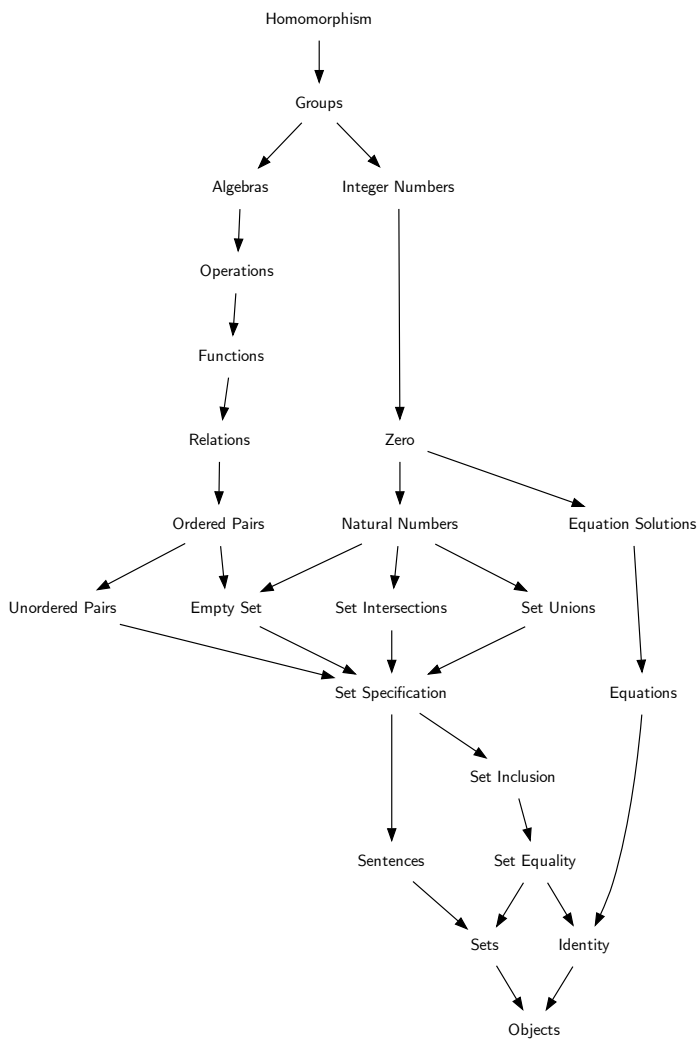 Homomorphism
Groups
Algebras
Integer Numbers
Operations
Functions
Relations
Zero
Ordered Pairs
Natural Numbers
Equation Solutions
Unordered Pairs
Empty Set
Set Intersections
Set Unions
Set Specification
Equations
Set Inclusion
Sentences
Set Equality
Sets
Identity
Objects